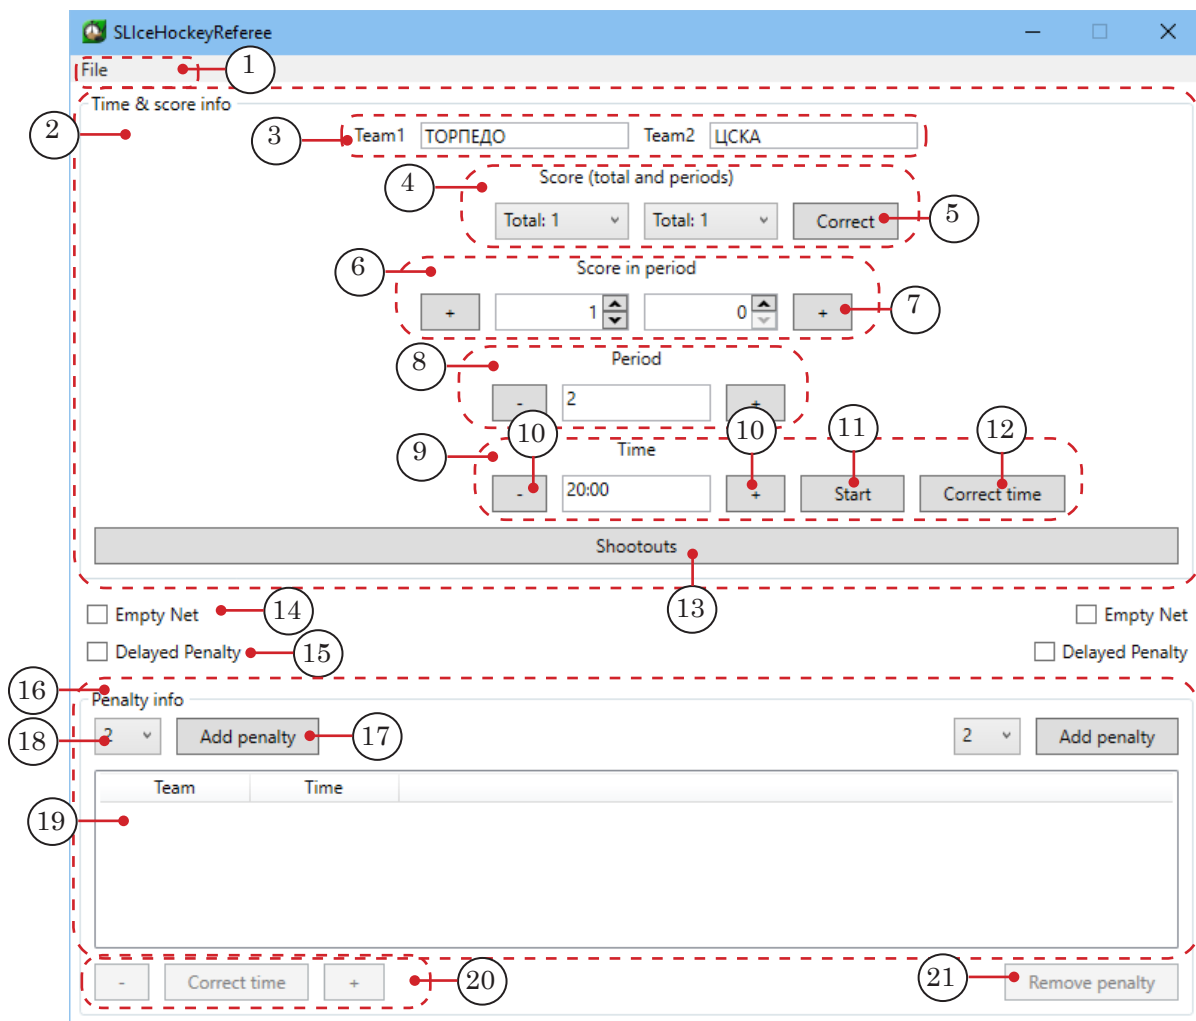 SLIceHockeyReferee
File
1
Time & score info
2
3
Team1 ТОРПЕДО Team2 ЦСКА
4
Score (total and periods)
Total: 1 Total: 1 Correct
5
6
Score in period
+ 1 0 +
7
8
Period
- 2 +
9
Time
10
10
11
12
- 20:00 + Start Correct time
Shootouts
13
Empty Net 14 Empty Net
Delayed Penalty 15 Delayed Penalty
16
Penalty info
18
2 Add penalty 17 2 Add penalty
Team Time
19
- Correct time + 20 21 Remove penalty